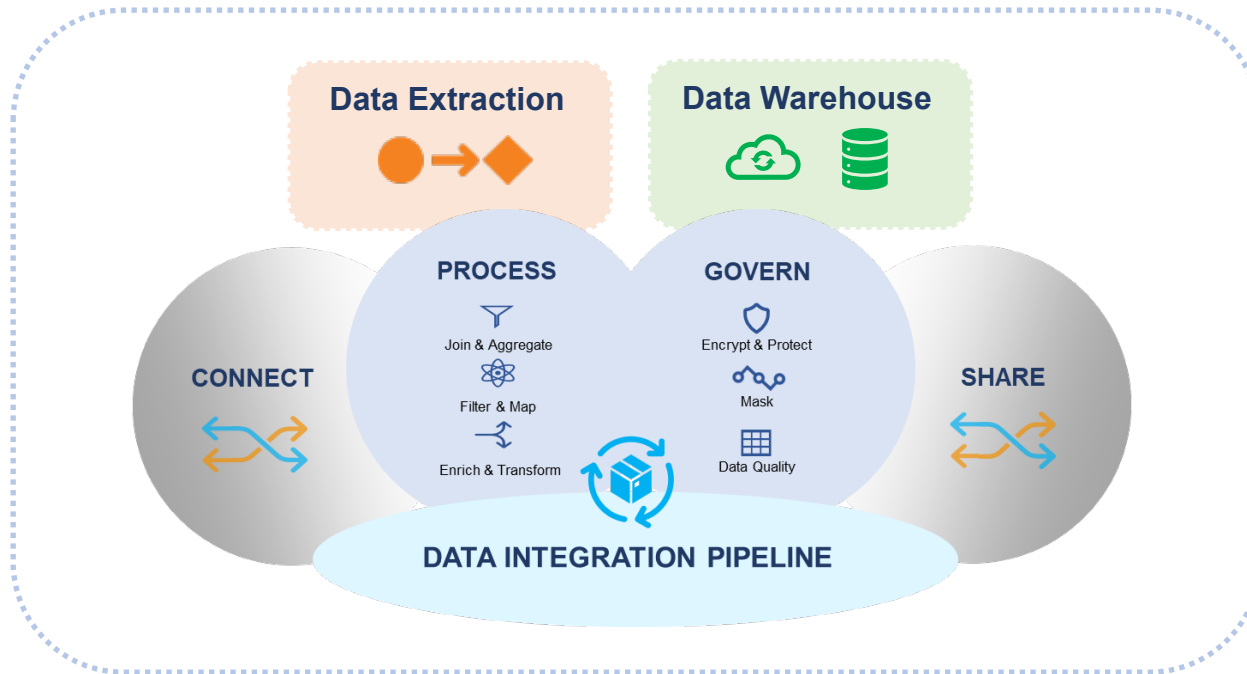 Data Extraction
Data Warehouse
PROCESS
Join & Aggregate
Filter & Map
Enrich & Transform
GOVERN
Encrypt & Protect
Mask
Data Quality
CONNECT
SHARE
DATA INTEGRATION PIPELINE